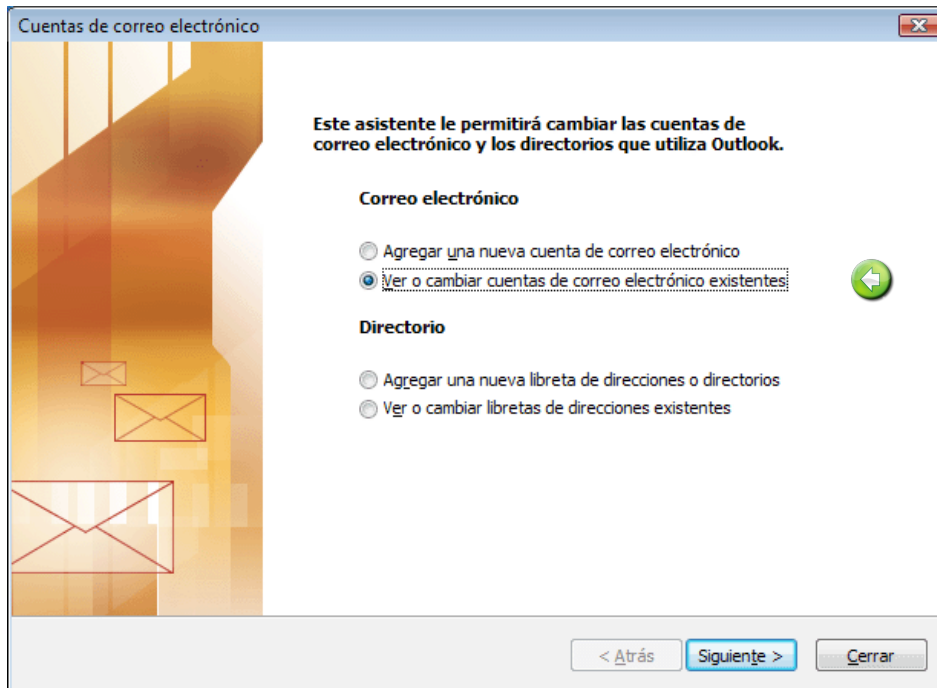 Cuentas de correo electrónico
Este asistente le permitirá cambiar las cuentas de
correo electrónico y los directorios que utiliza Outlook.
Correo electrónico
Agregar una nueva cuenta de correo electrónico
Ver o cambiar cuentas de correo electrónico existentes
Directorio
Agregar una nueva libreta de direcciones o directorios
Ver o cambiar libretas de direcciones existentes
< Atrás
Siguiente >
Cerrar